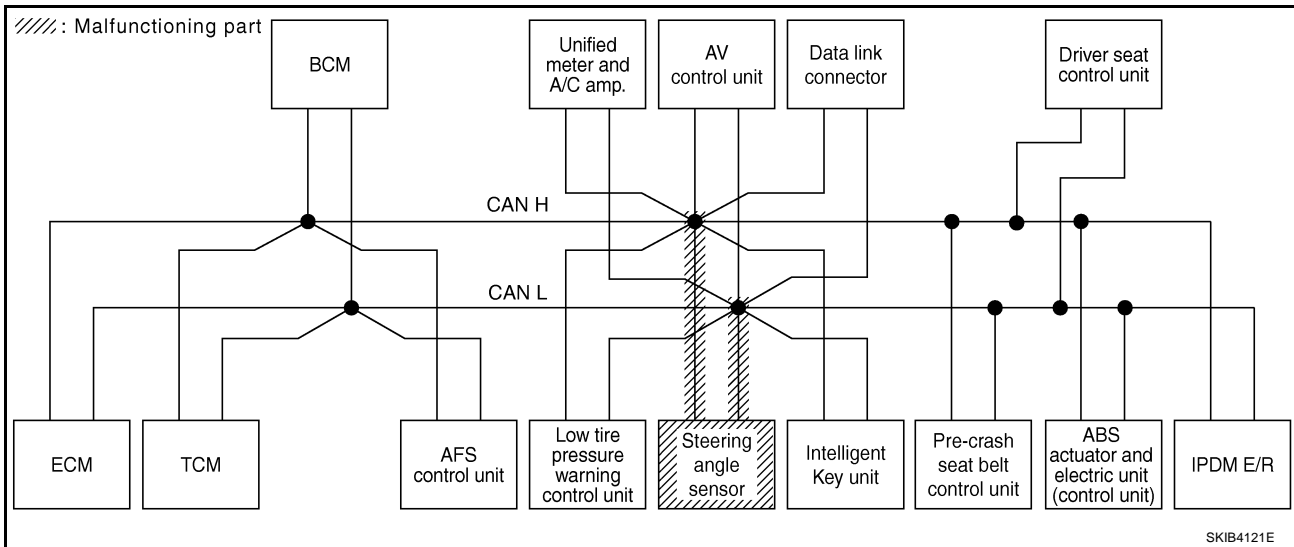 : Malfunctioning part
BCM
Unified
meter and
A/C amp.
AV
control unit
Data link
connector
Driver seat
control unit
CAN H
CAN L
ECM
TCM
AFS
control unit
Low tire
pressure
warning
control unit
Steering
angle
sensor
Intelligent
Key unit
Pre-crash
seat belt
control unit
ABS
actuator and
electric unit
(control unit)
IPDM E/R
SKIB4121E